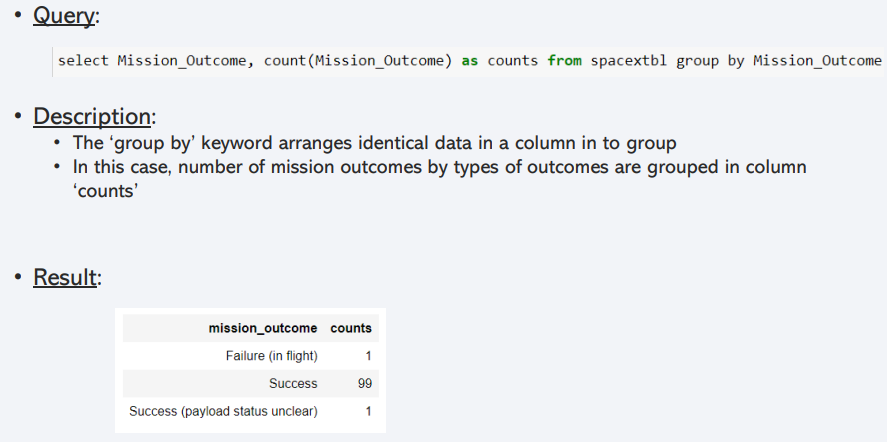 • Query:
select Mission_Outcome, count(Mission_Outcome) as counts from spacextbl group by Mission_Outcome
• Description:
• The ‘group by’ keyword arranges identical data in a column in to group
• In this case, number of mission outcomes by types of outcomes are grouped in column
‘counts’
• Result:
mission_outcome counts
Failure (in flight) 1
Success 99
Success (payload status unclear) 1